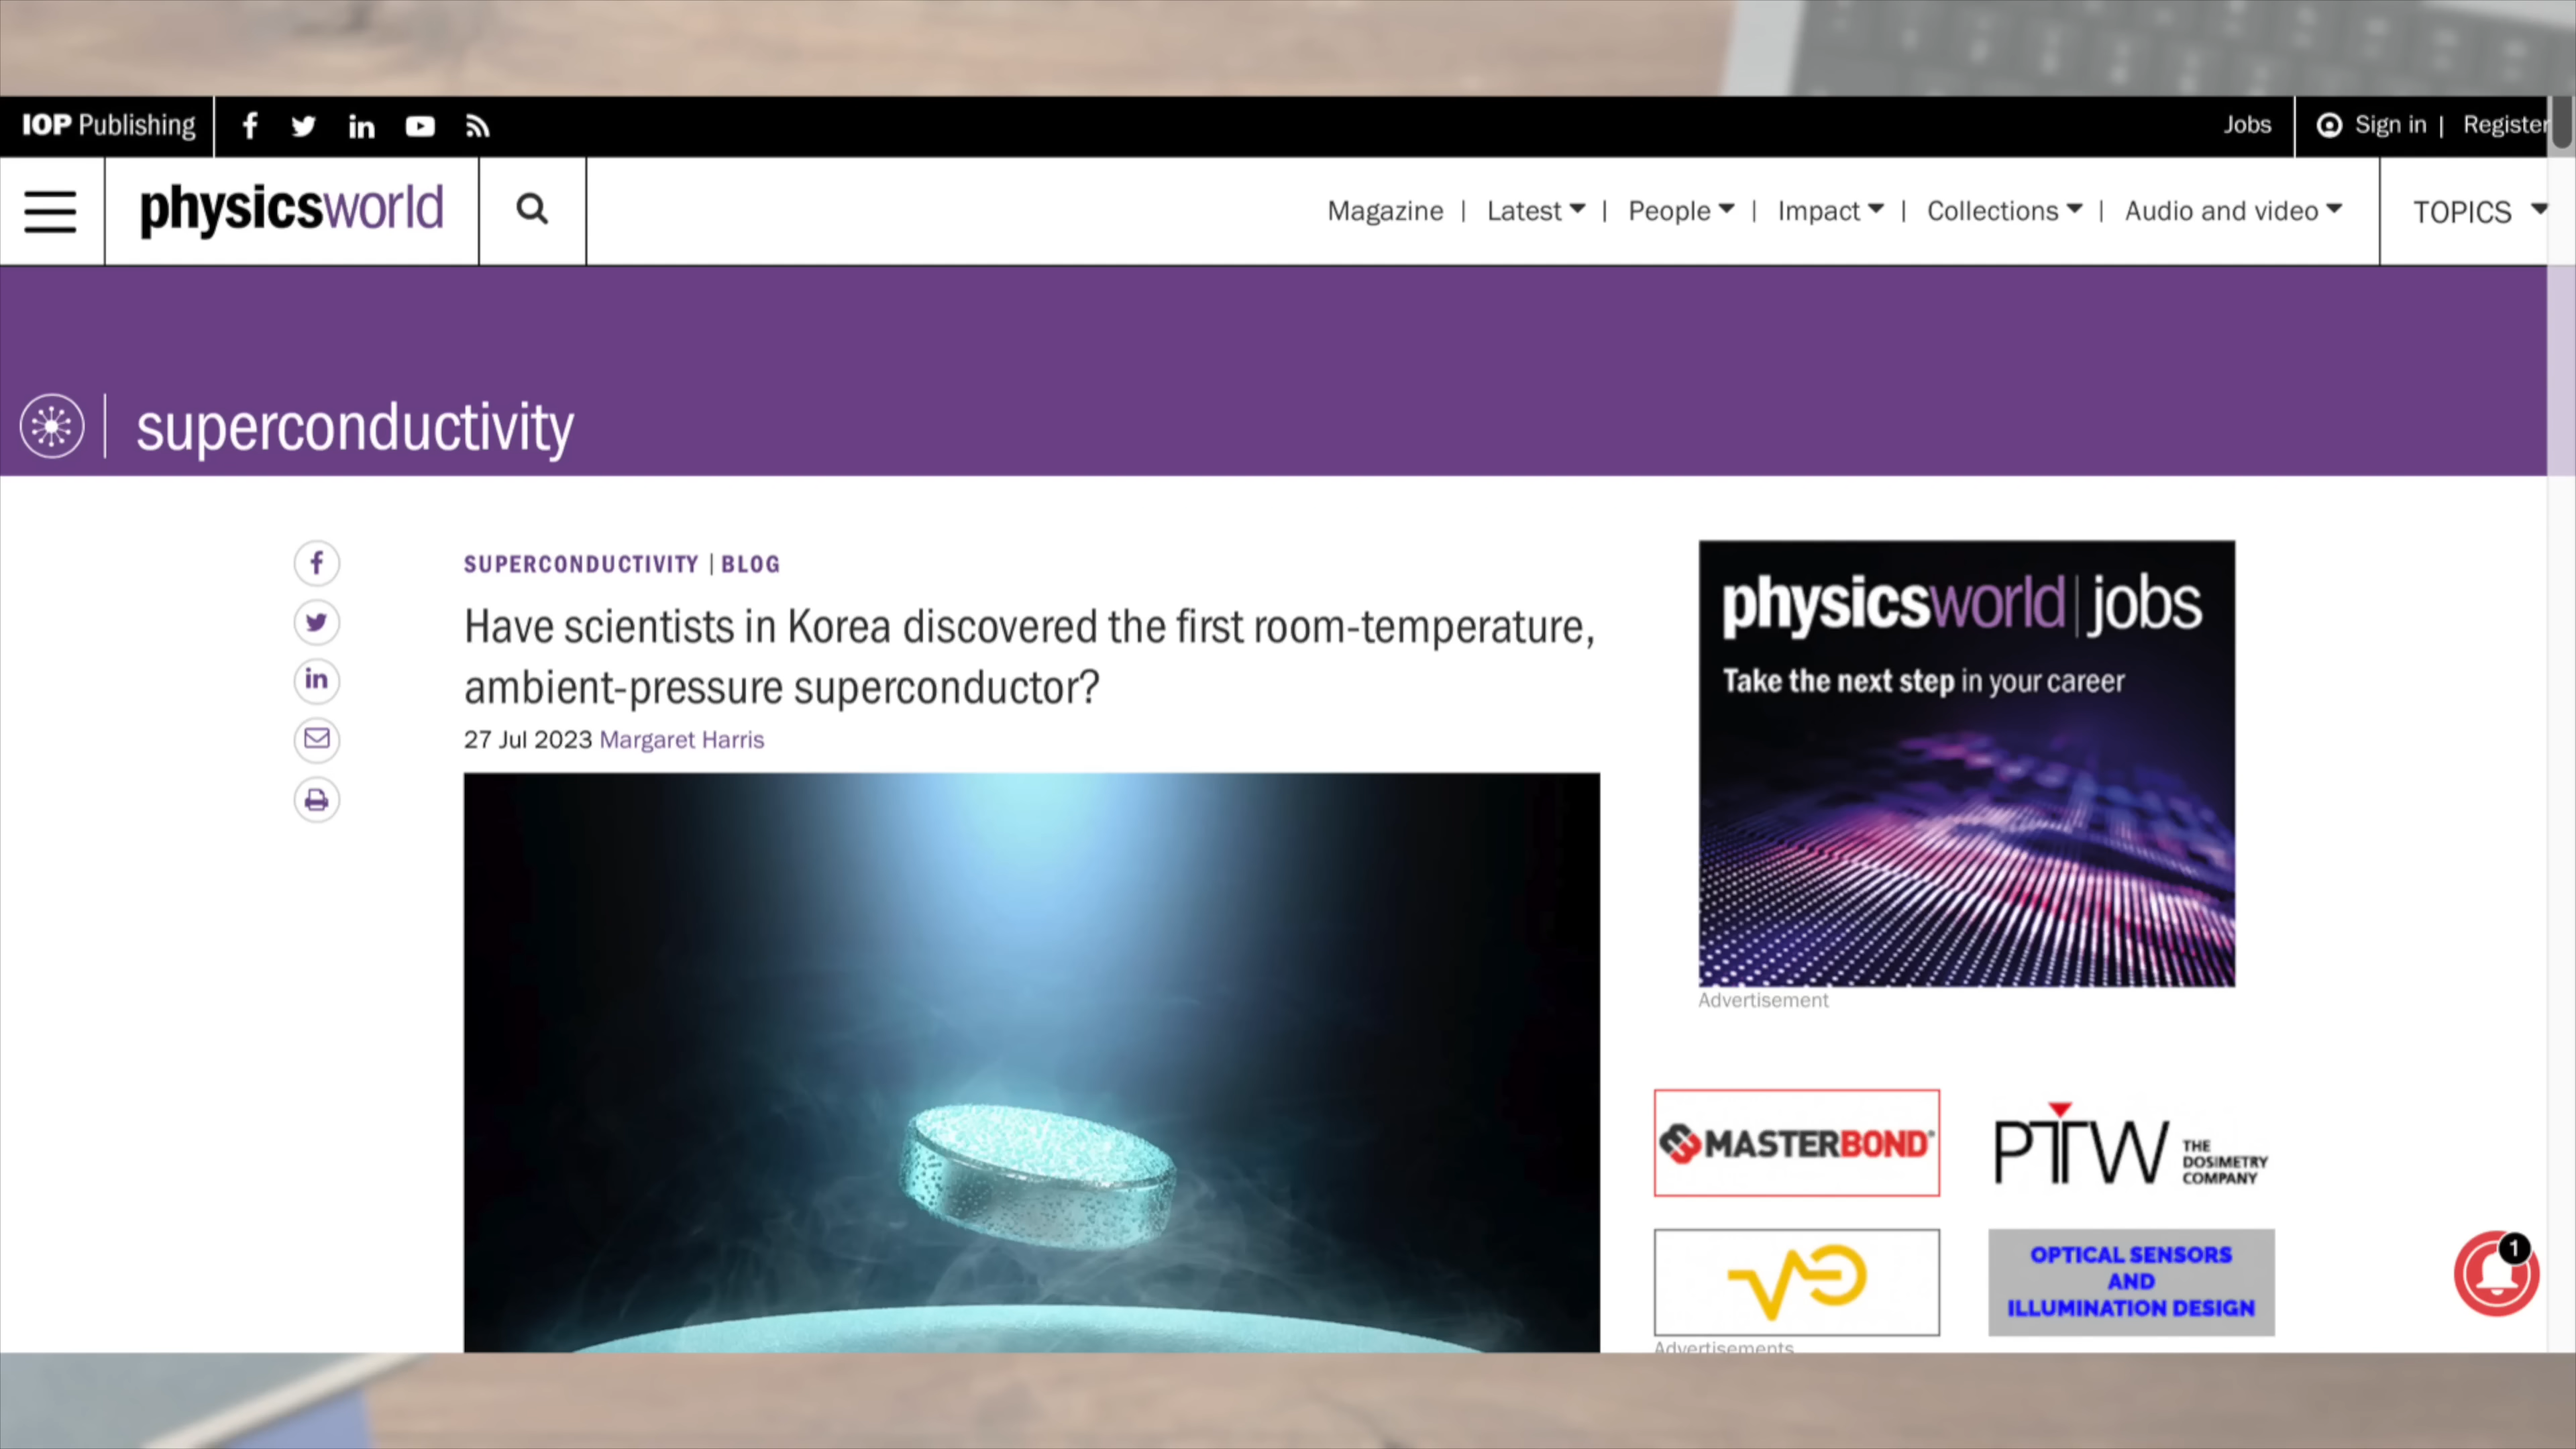 IOP Publishing
Jobs
Sign in | Register
physicsworld
Magazine | Latest | People | Impact | Collections | Audio and video
TOPICS
superconductivity
SUPERCONDUCTIVITY | BLOG
Have scientists in Korea discovered the first room-temperature,
ambient-pressure superconductor?
27 Jul 2023 Margaret Harris
physicsworld | jobs
Take the next step in your career
Advertisement
MASTERBOND®
PTW THE
DOSIMETRY
COMPANY
OPTICAL SENSORS
AND
ILLUMINATION DESIGN
1
Advertisements